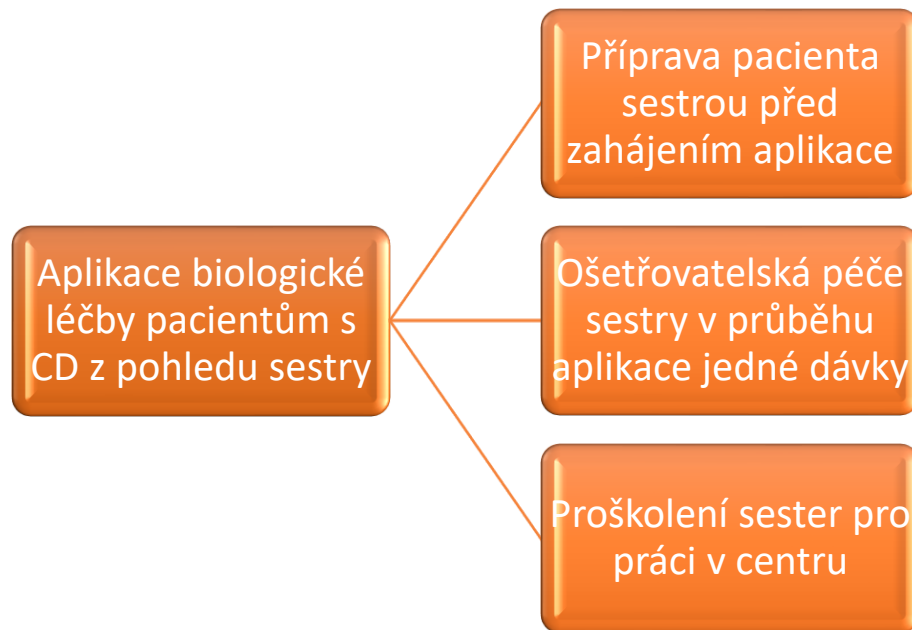 Příprava pacienta
sestrou před
zahájením aplikace
Aplikace biologické
léčby pacientům s
CD z pohledu sestry
Ošetřovatelská péče
sestry v průběhu
aplikace jedné dávky
Proškolení sester pro
práci v centru